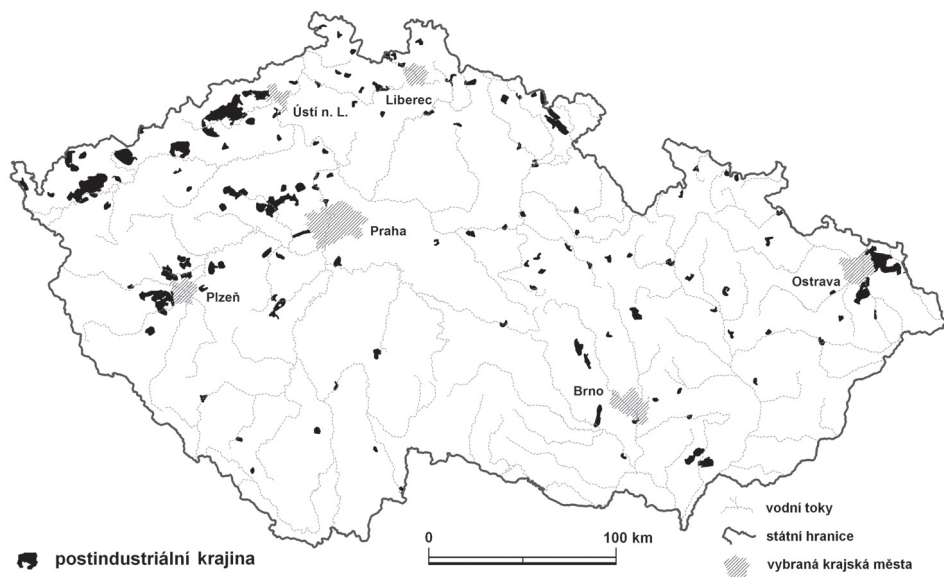 Liberec
Ústí n. L.
Praha
Plzeň
Ostrava
Brno
postindustriální krajina
0 100 km
vodní toky
státní hranice
vybraná krajská města